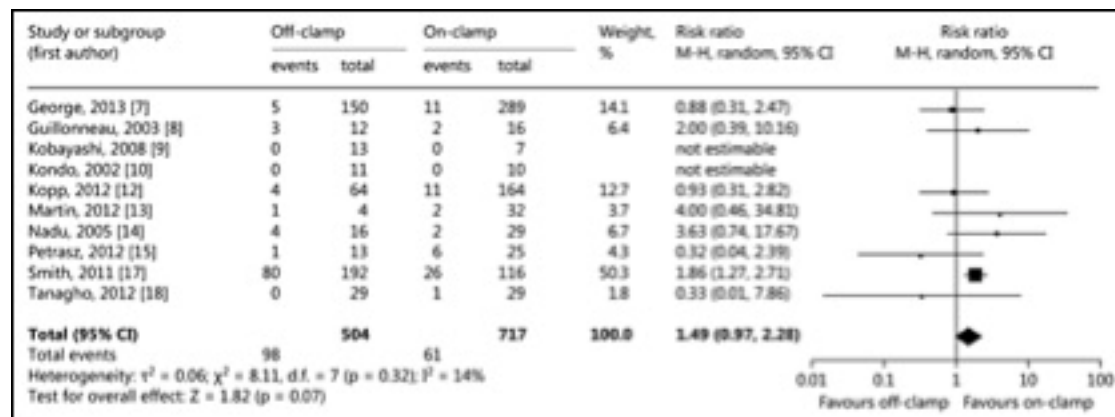 Study or subgroup Off-clamp On-clamp Weight, Risk ratio Risk ratio
(first author) events total events total % M-H, random, 95% CI M-H, random, 95% CI
George, 2013 [7] 5 150 11 289 14.1 0.88 (0.31, 2.47)
Guillonneau, 2003 [8] 3 12 2 16 6.4 2.00 (0.39, 10.16)
Kobayashi, 2008 [9] 0 13 0 7 not estimable
Kondo, 2002 [10] 0 11 0 10 not estimable
Kopp, 2012 [12] 4 64 11 164 12.7 0.93 (0.31, 2.82)
Martin, 2012 [13] 1 4 2 32 3.7 4.00 (0.46, 34.81)
Nadu, 2005 [14] 4 16 2 29 6.7 3.63 (0.74, 17.67)
Petrasz, 2012 [15] 1 13 6 25 4.3 0.32 (0.04, 2.39)
Smith, 2011 [17] 80 192 26 116 50.3 1.86 (1.27, 2.71)
Tanagho, 2012 [18] 0 29 1 29 1.8 0.33 (0.01, 7.86)
Total (95% CI) 504 717 100.0 1.49 (0.97, 2.28)
Total events 98 61
Heterogeneity: τ² = 0.06; χ² = 8.11, d.f. = 7 (p = 0.32); I² = 14%
Test for overall effect: Z = 1.82 (p = 0.07)
0.01 0.1 1 10 100
Favours off-clamp Favours on-clamp